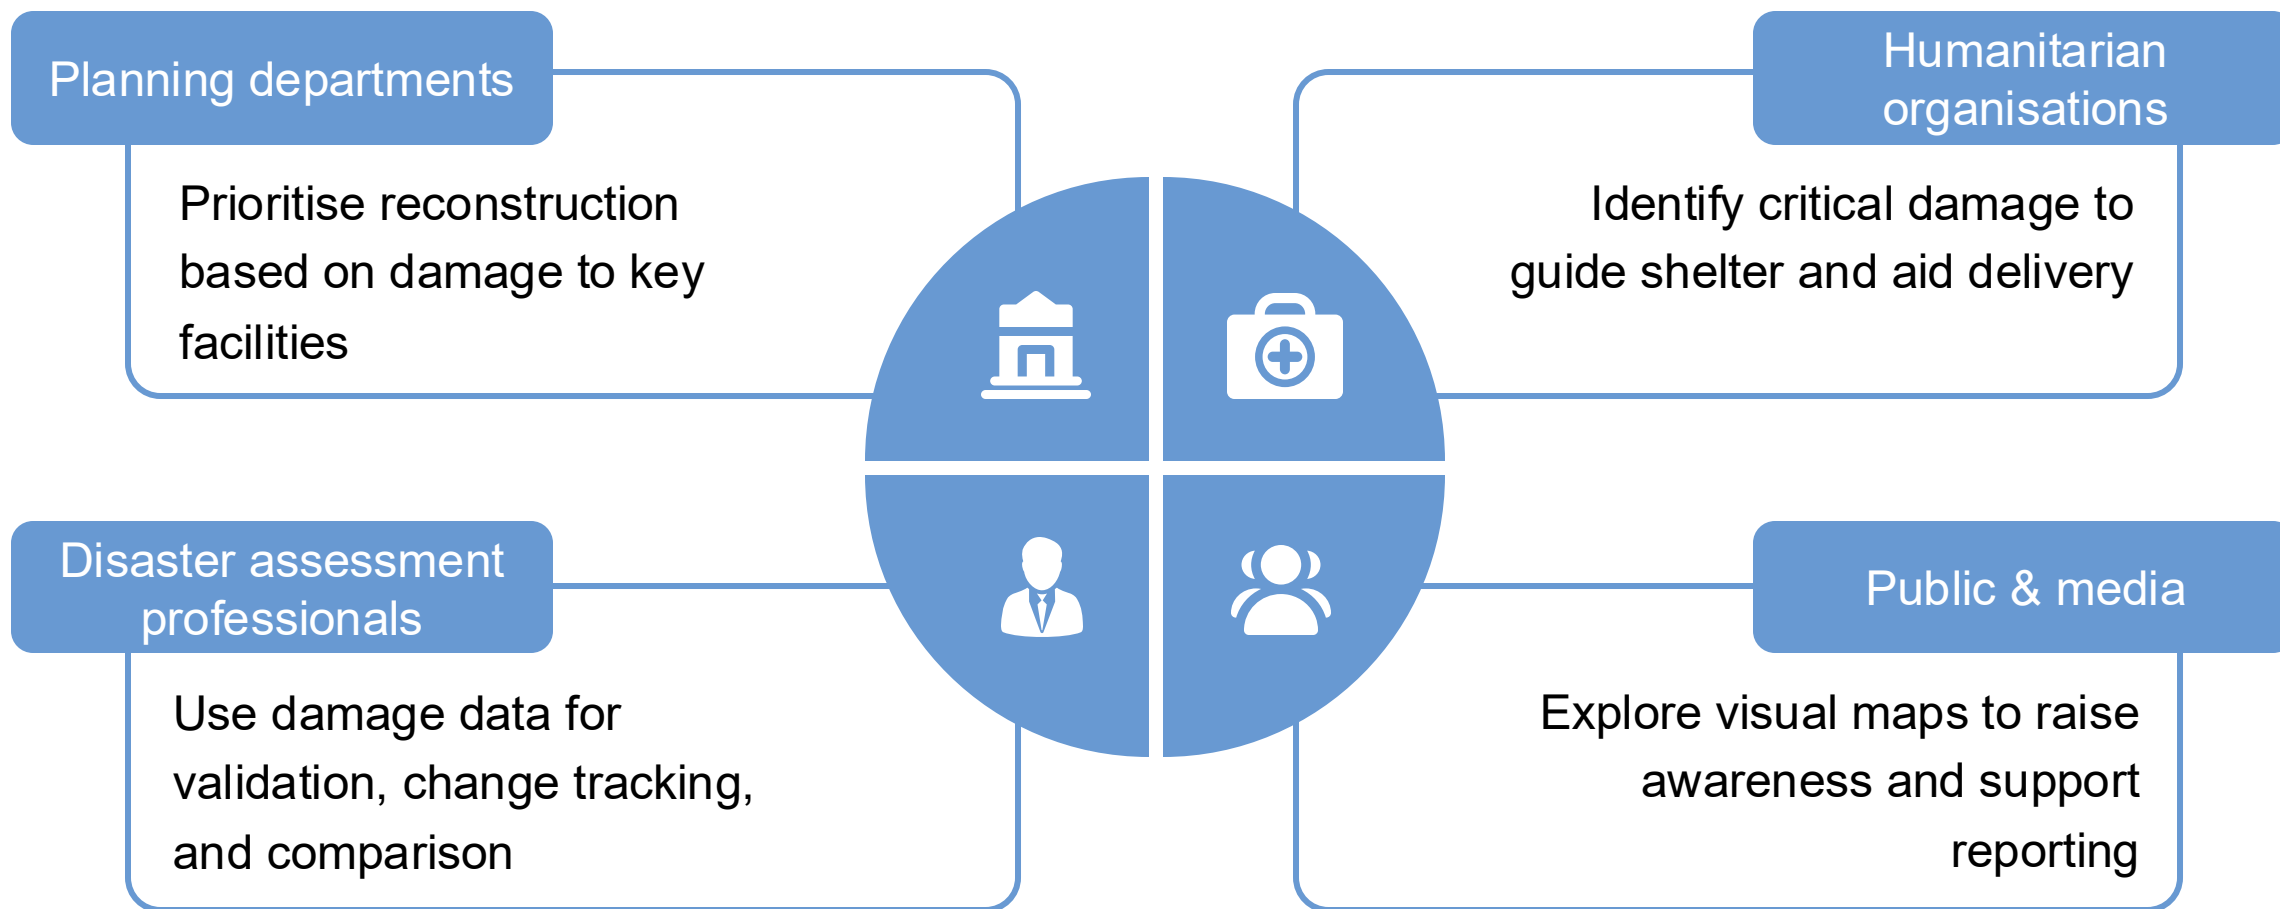 Planning departments
Prioritise reconstruction
based on damage to key
facilities
Humanitarian
organisations
Identify critical damage to
guide shelter and aid delivery
Disaster assessment
professionals
Use damage data for
validation, change tracking,
and comparison
Public & media
Explore visual maps to raise
awareness and support
reporting